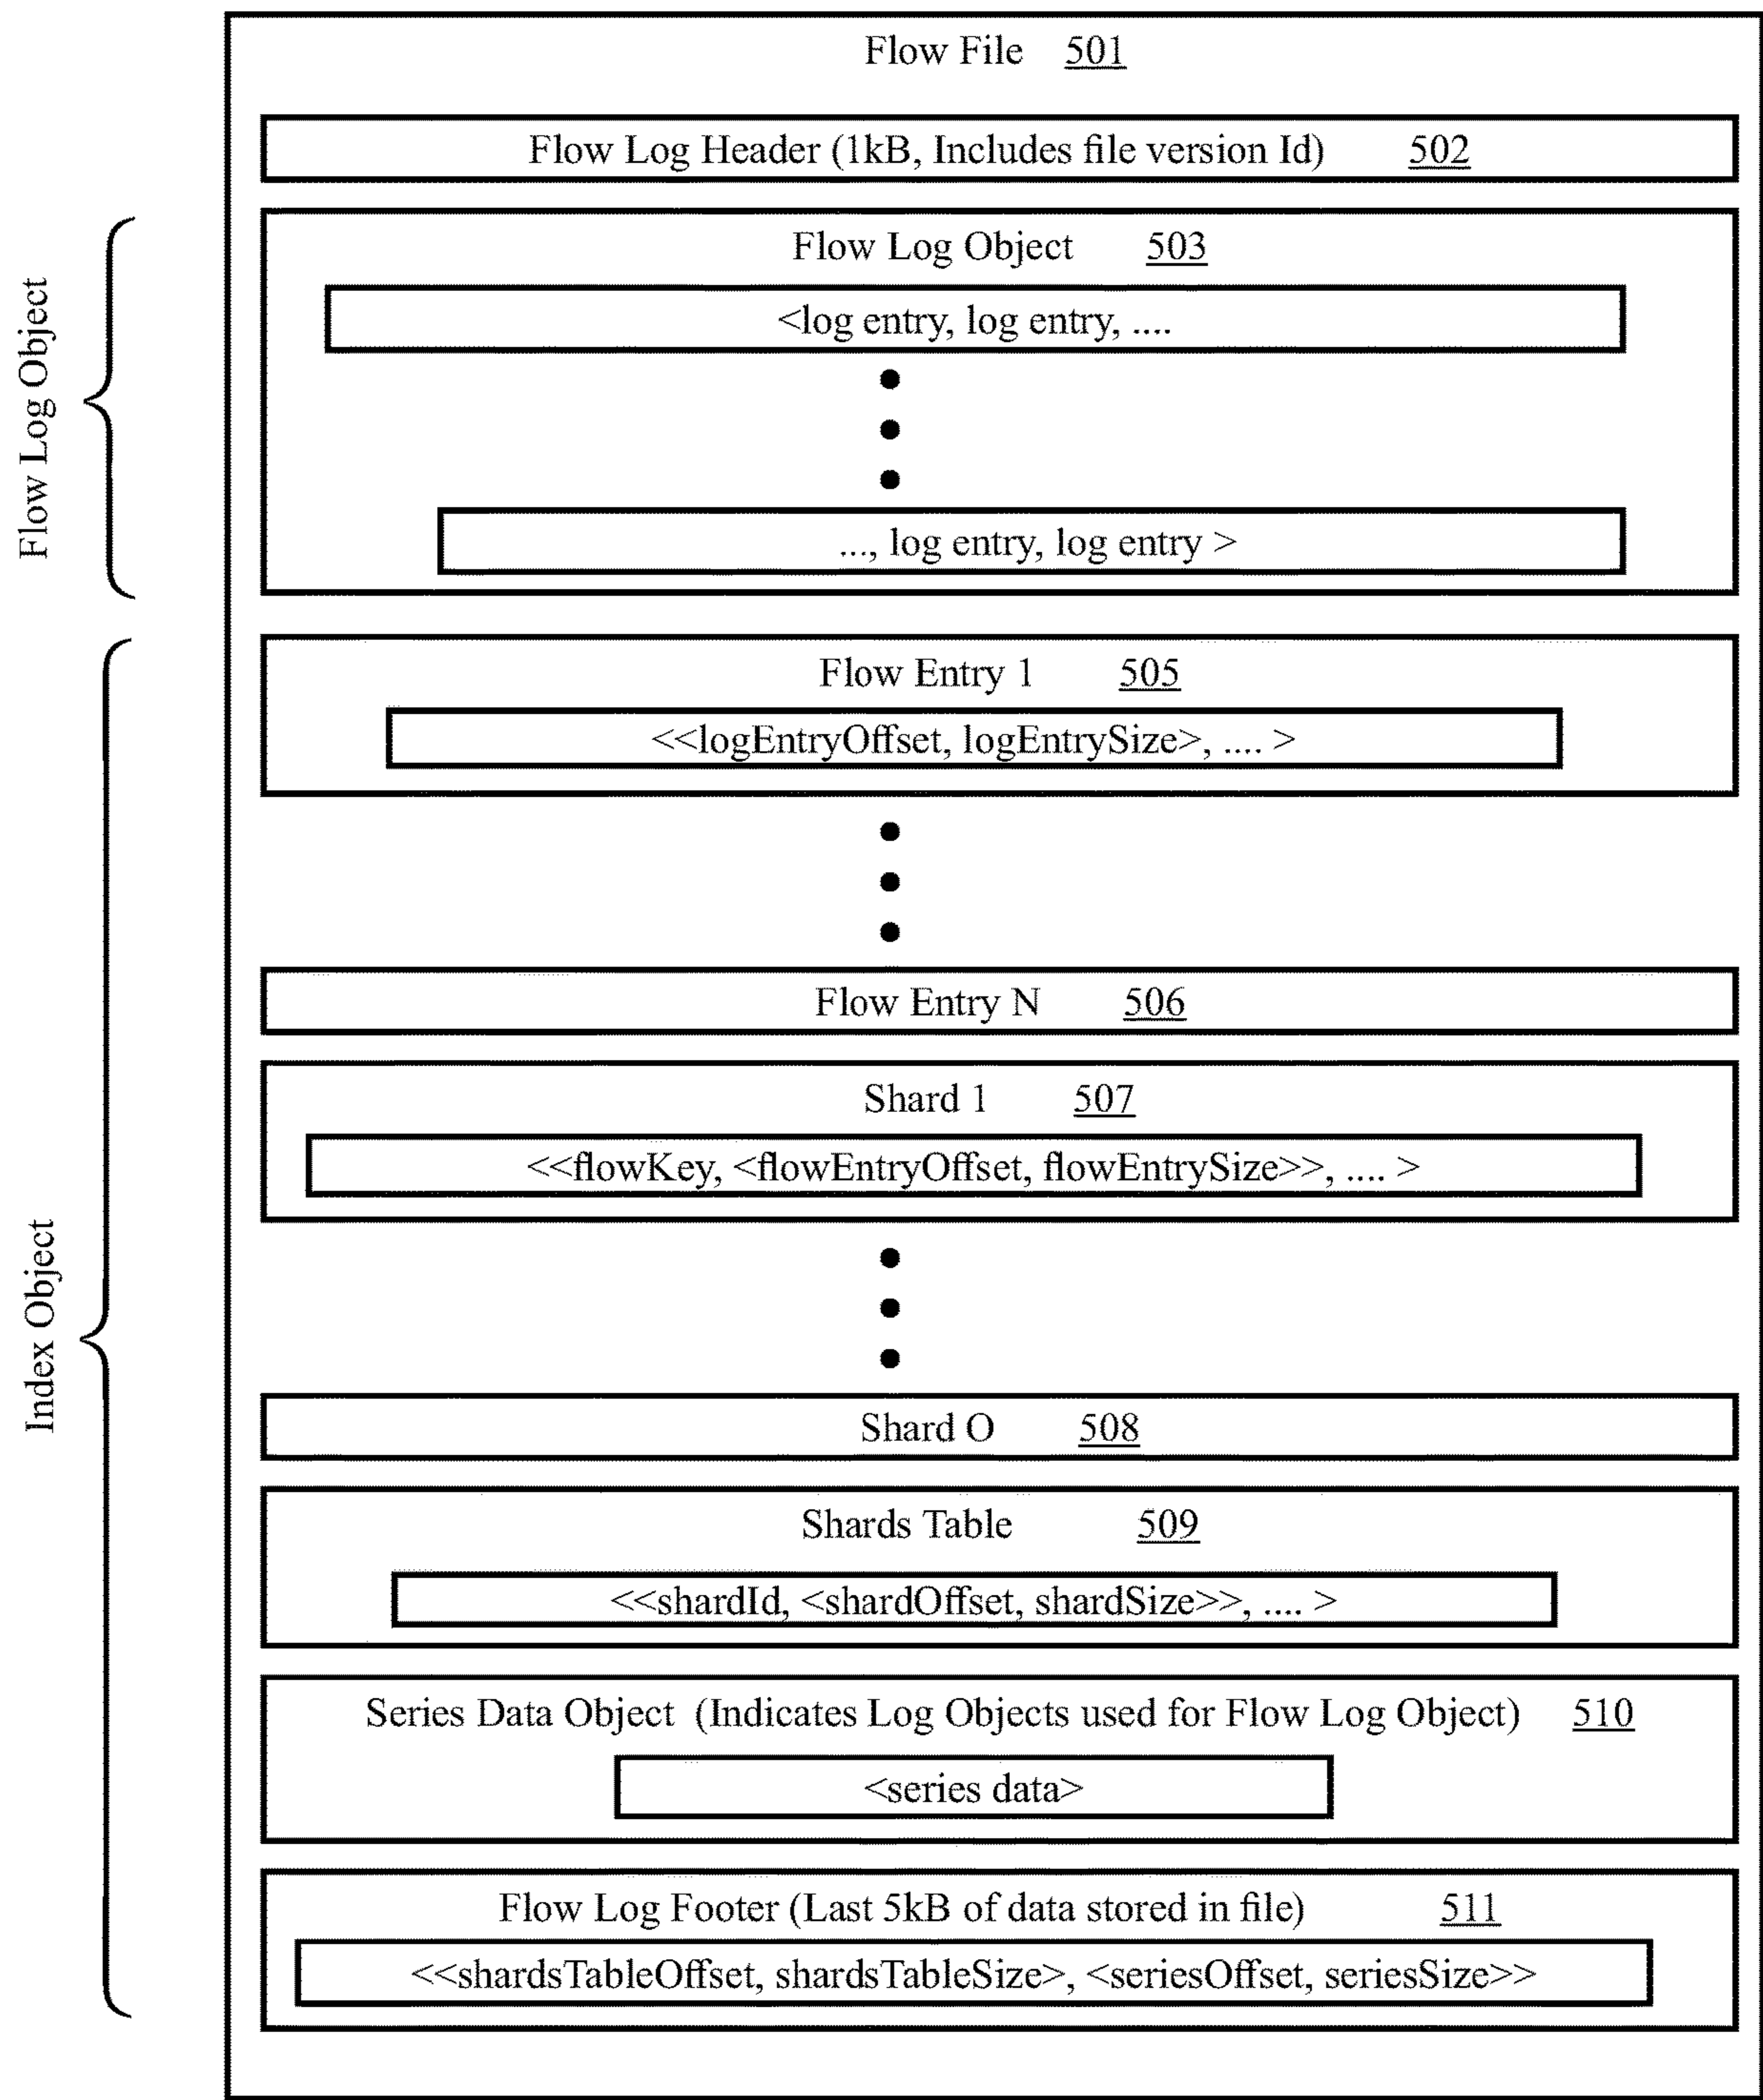 Flow File 501
Flow Log Header (1kB, Includes file version Id) 502
Flow Log Object
Flow Log Object 503
<log entry, log entry, ....
..., log entry, log entry >
Index Object
Flow Entry 1 505
<<logEntryOffset, logEntrySize>, .... >
Flow Entry N 506
Shard 1 507
<<flowKey, <flowEntryOffset, flowEntrySize>>, .... >
Shard O 508
Shards Table 509
<<shardId, <shardOffset, shardSize>>, .... >
Series Data Object (Indicates Log Objects used for Flow Log Object) 510
<series data>
Flow Log Footer (Last 5kB of data stored in file) 511
<<shardsTableOffset, shardsTableSize>, <seriesOffset, seriesSize>>